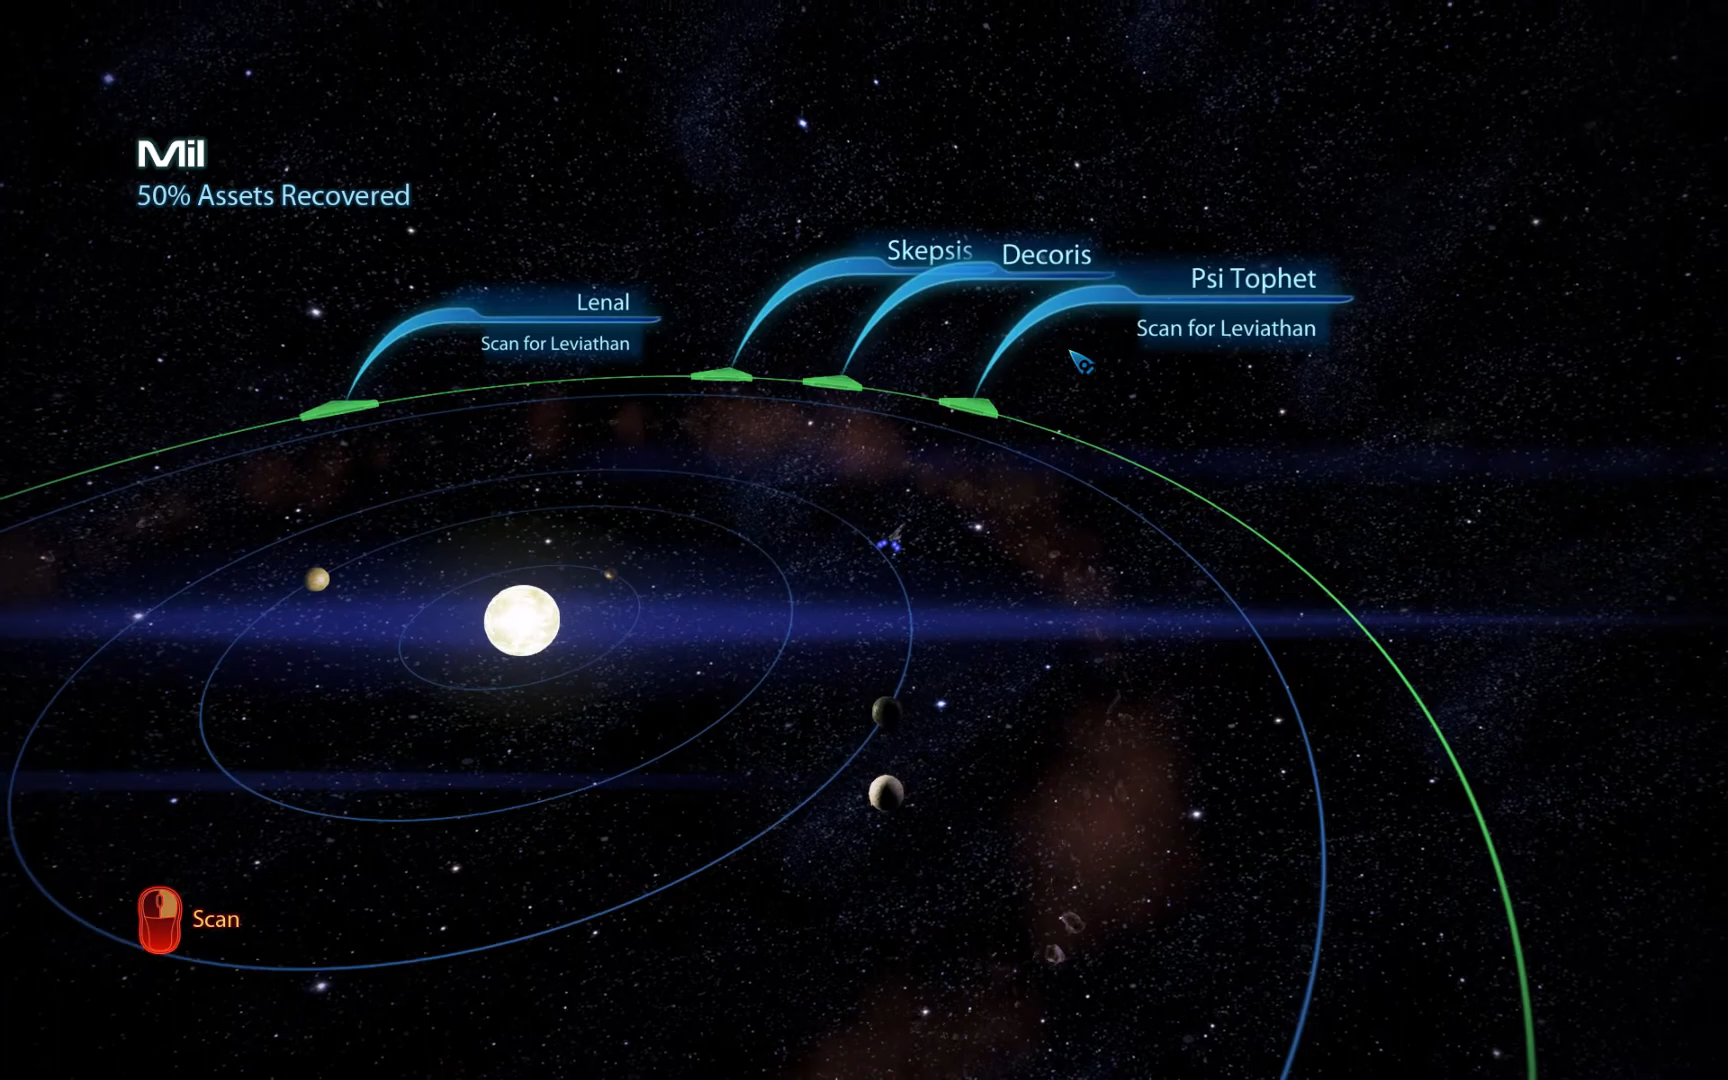 Mil
50% Assets Recovered
Skepsis
Decoris
Psi Tophet
Scan for Leviathan
Lenal
Scan for Leviathan
Scan